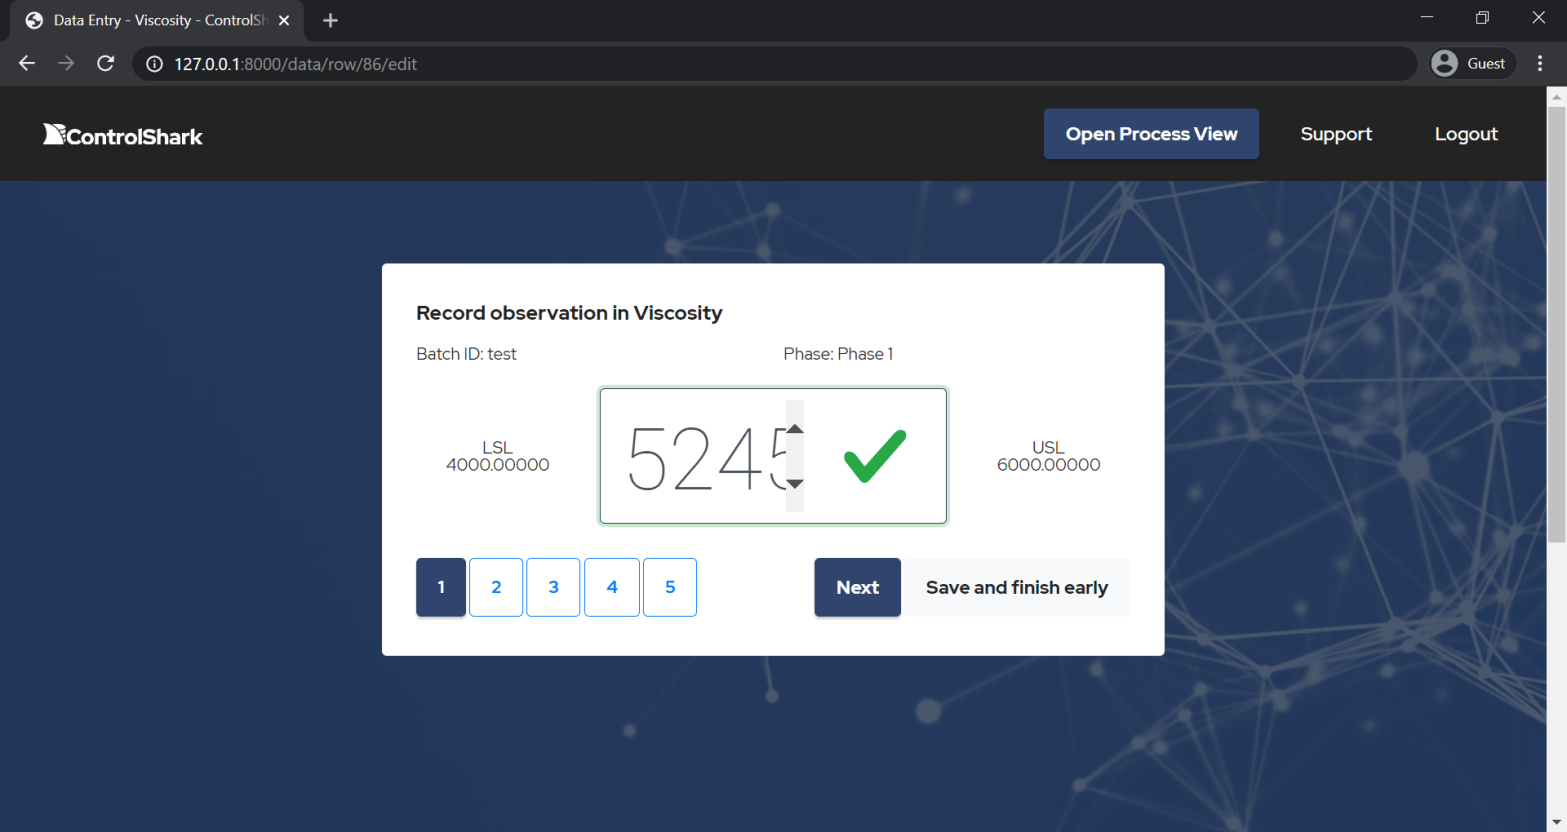 Data Entry - Viscosity - ControlSh
127.0.0.1:8000/data/row/86/edit
Guest
ControlShark
Open Process View
Support
Logout
Record observation in Viscosity
Batch ID: test
Phase: Phase 1
LSL
4000.00000
5245
USL
6000.00000
1
2
3
4
5
Next
Save and finish early